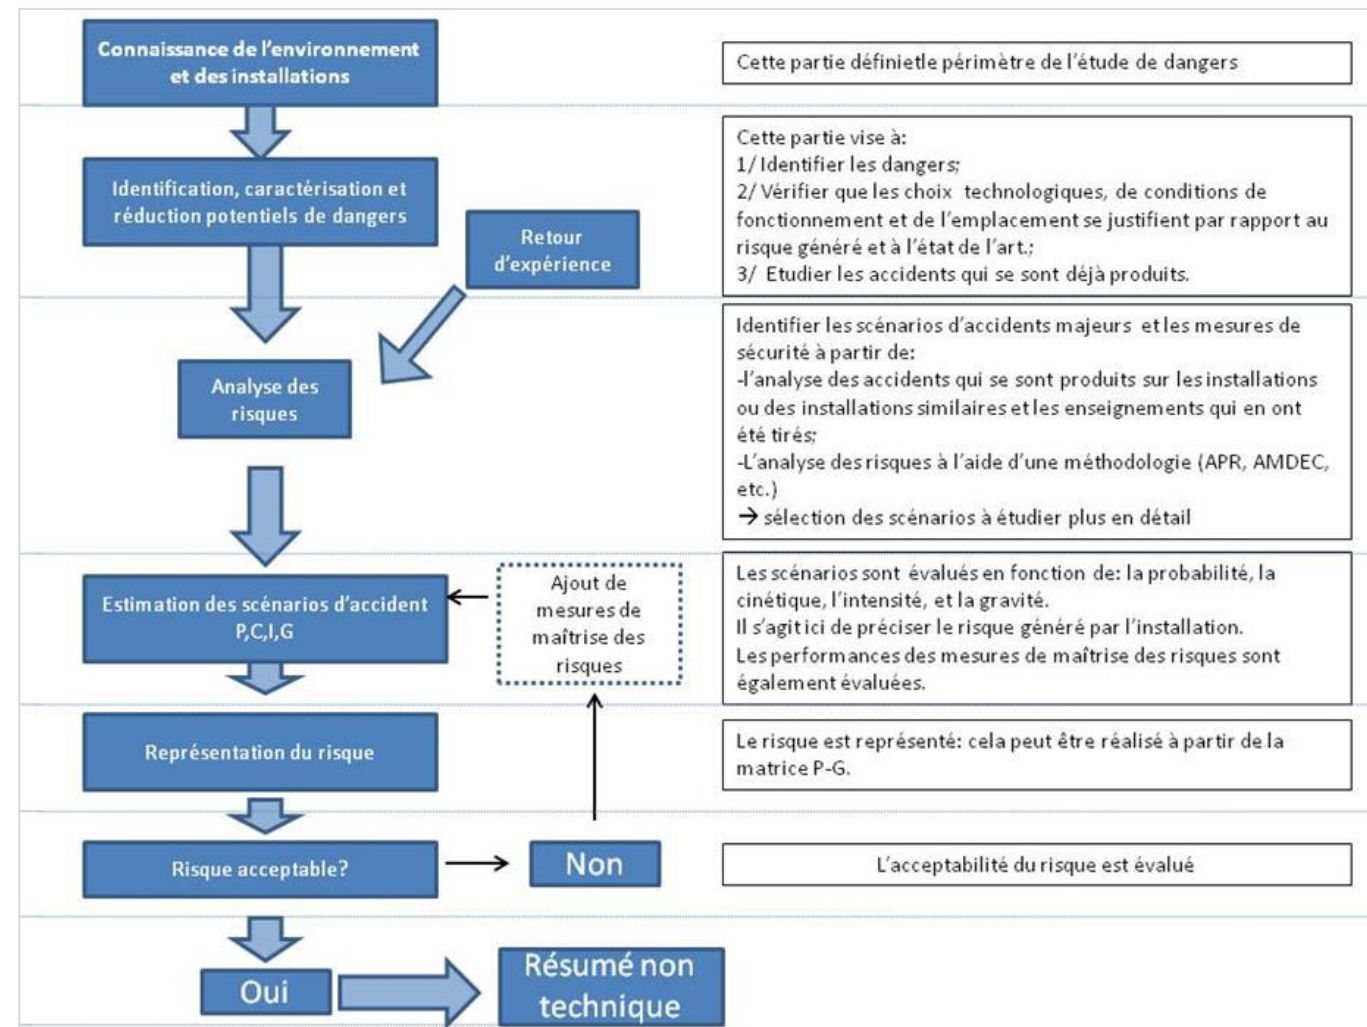 Connaissance de l'environnement
et des installations
Cette partie définietle périmètre de l'étude de dangers
Identification, caractérisation et
réduction potentiels de dangers
Retour
d'expérience
Cette partie vise à:
1/ Identifier les dangers;
2/ Vérifier que les choix technologiques, de conditions de
fonctionnement et de l'emplacement se justifient par rapport au
risque généré et à l'état de l'art.;
3/ Etudier les accidents qui se sont déjà produits.
Analyse des
risques
Identifier les scénarios d'accidents majeurs et les mesures de
sécurité à partir de:
-l'analyse des accidents qui se sont produits sur les installations
ou des installations similaires et les enseignements qui en ont
été tirés;
-L'analyse des risques à l'aide d'une méthodologie (APR, AMDEC,
etc.)
→ sélection des scénarios à étudier plus en détail
Estimation des scénarios d'accident
P,C,I,G
Ajout de
mesures de
maîtrise des
risques
Les scénarios sont évalués en fonction de: la probabilité, la
cinétique, l'intensité, et la gravité.
Il s'agit ici de préciser le risque généré par l'installation.
Les performances des mesures de maîtrise des risques sont
également évaluées.
Représentation du risque
Le risque est représenté: cela peut être réalisé à partir de la
matrice P-G.
Risque acceptable?
Non
L'acceptabilité du risque est évalué
Oui
Résumé non
technique